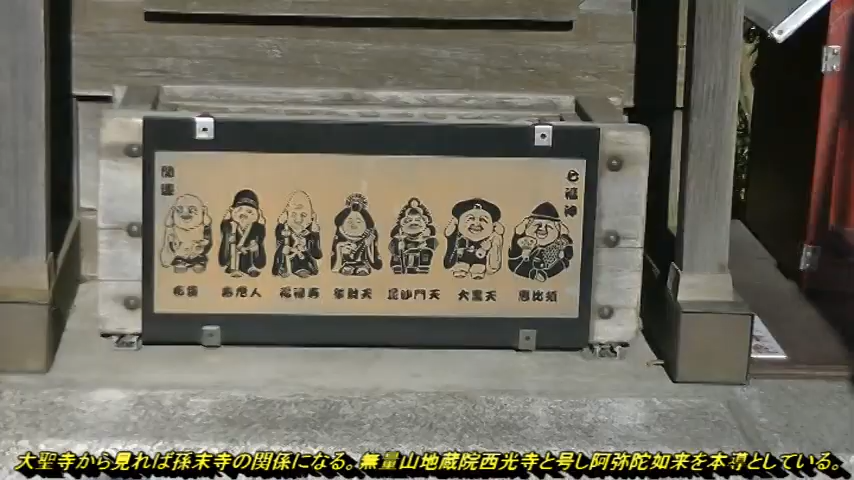 七福神
開運
恵比須
大黒天
毘沙門天
弁財天
福禄寿
寿老人
布袋
大聖寺から見れば孫末寺の関係になる。無量山地蔵院西光寺と号し阿弥陀如来を本尊としている。